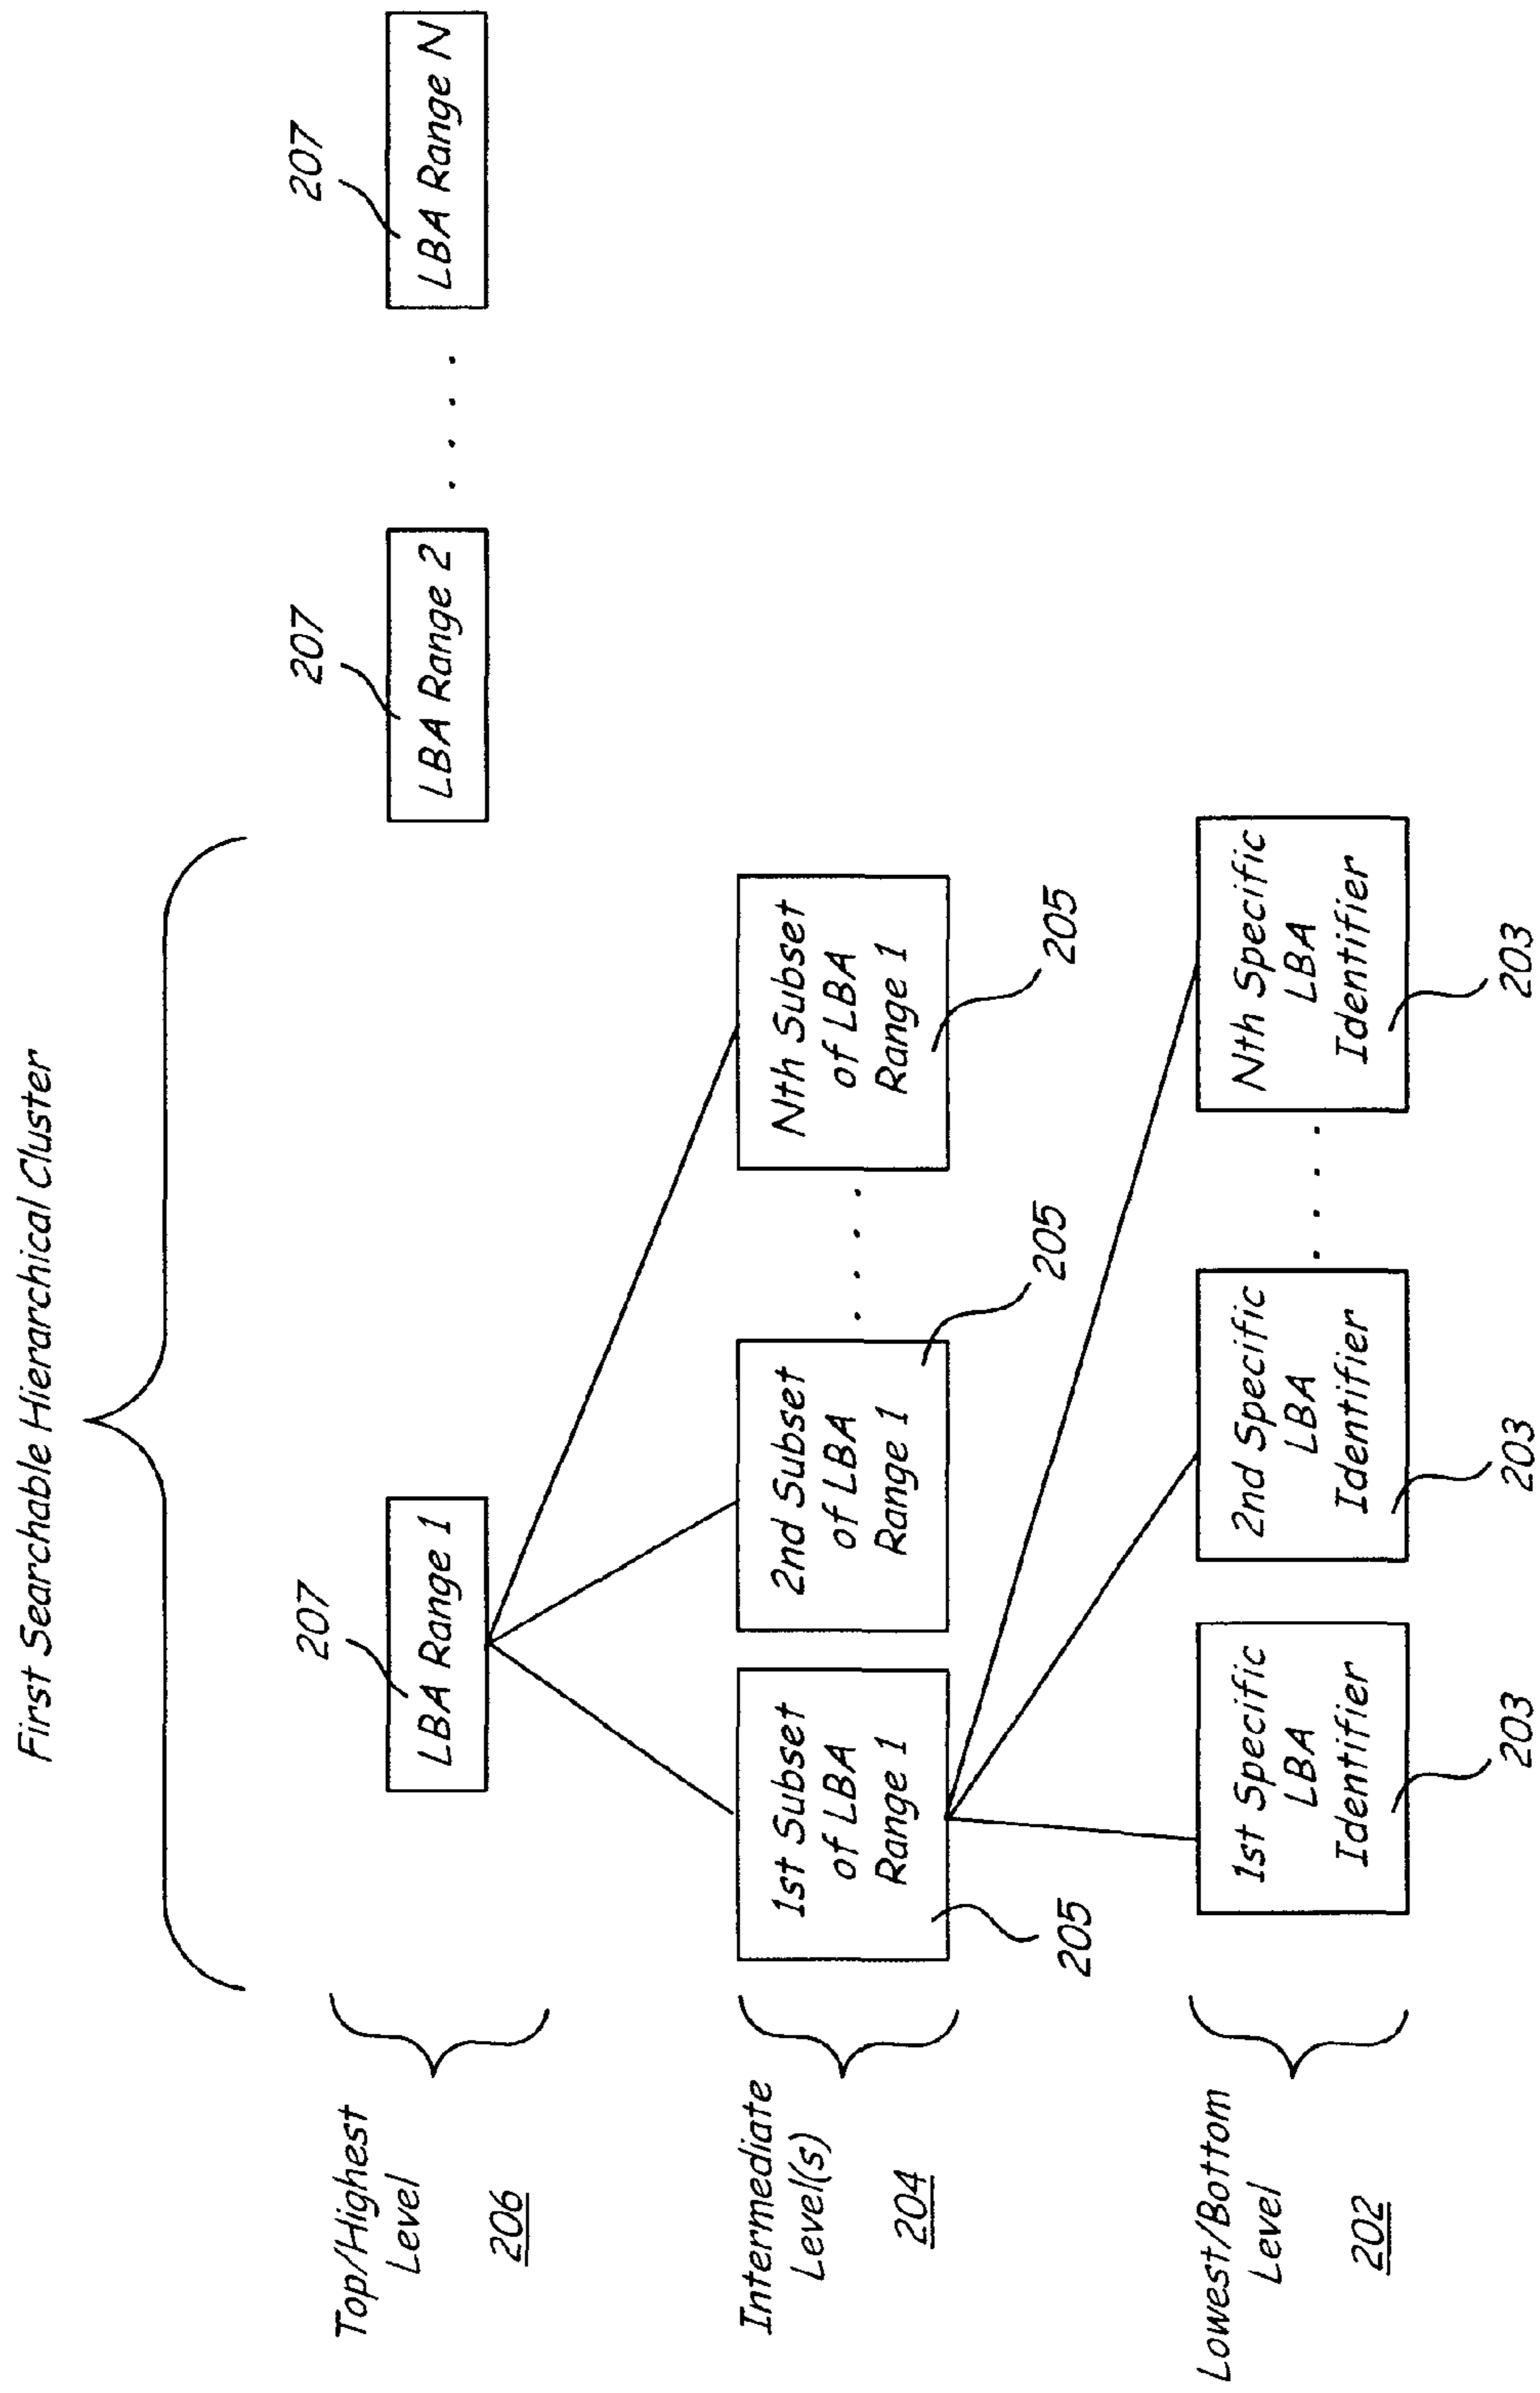 First Searchable Hierarchical Cluster
Top/Highest
Level
206
207
LBA Range 1
207
LBA Range 2
. . . .
207
LBA Range N
Intermediate
Level(s)
204
1st Subset
of LBA
Range 1
205
2nd Subset
of LBA
Range 1
205
. . . .
Nth Subset
of LBA
Range 1
205
Lowest/Bottom
Level
202
1st Specific
LBA
Identifier
203
2nd Specific
LBA
Identifier
203
. . . .
Nth Specific
LBA
Identifier
203